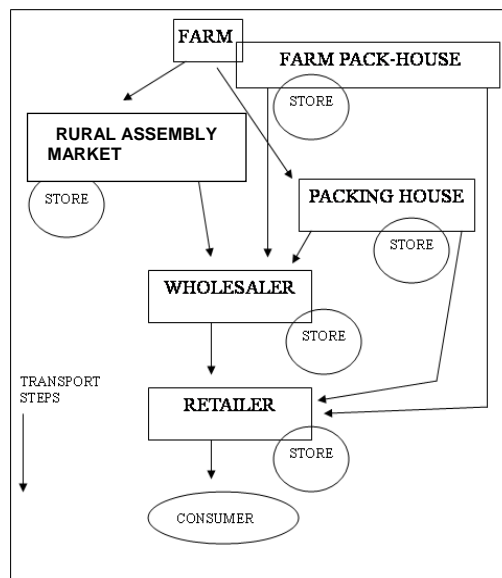 FARM
FARM PACK-HOUSE
STORE
RURAL ASSEMBLY
MARKET
STORE
PACKING HOUSE
STORE
WHOLESALER
STORE
TRANSPORT
STEPS
RETAILER
STORE
CONSUMER